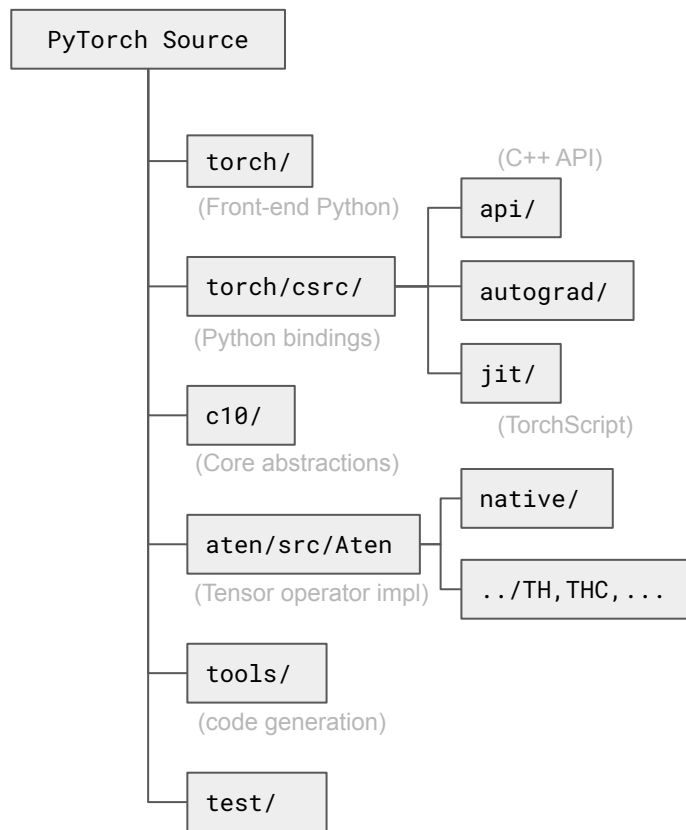 PyTorch Source
torch/
(Front-end Python)
torch/csrc/
(Python bindings)
(C++ API)
api/
autograd/
jit/
(TorchScript)
c10/
(Core abstractions)
aten/src/Aten
(Tensor operator impl)
native/
../TH,THC,...
tools/
(code generation)
test/